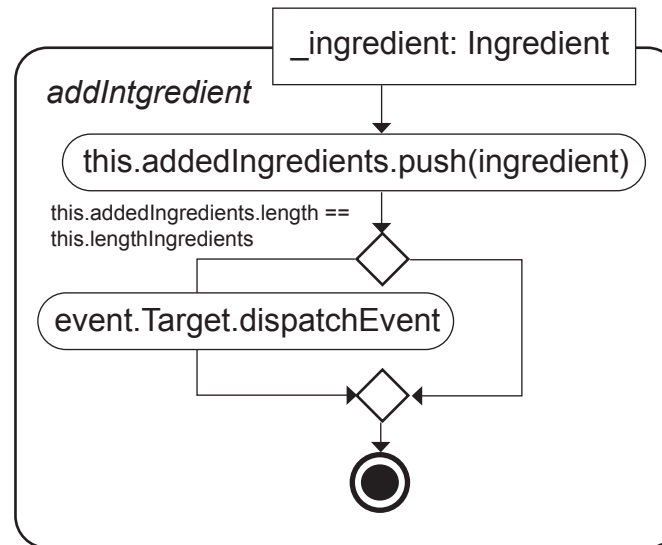 _ingredient: Ingredient
addIntgredient
this.addedIngredients.push(ingredient)
this.addedIngredients.length ==
this.lengthIngredients
event.Target.dispatchEvent